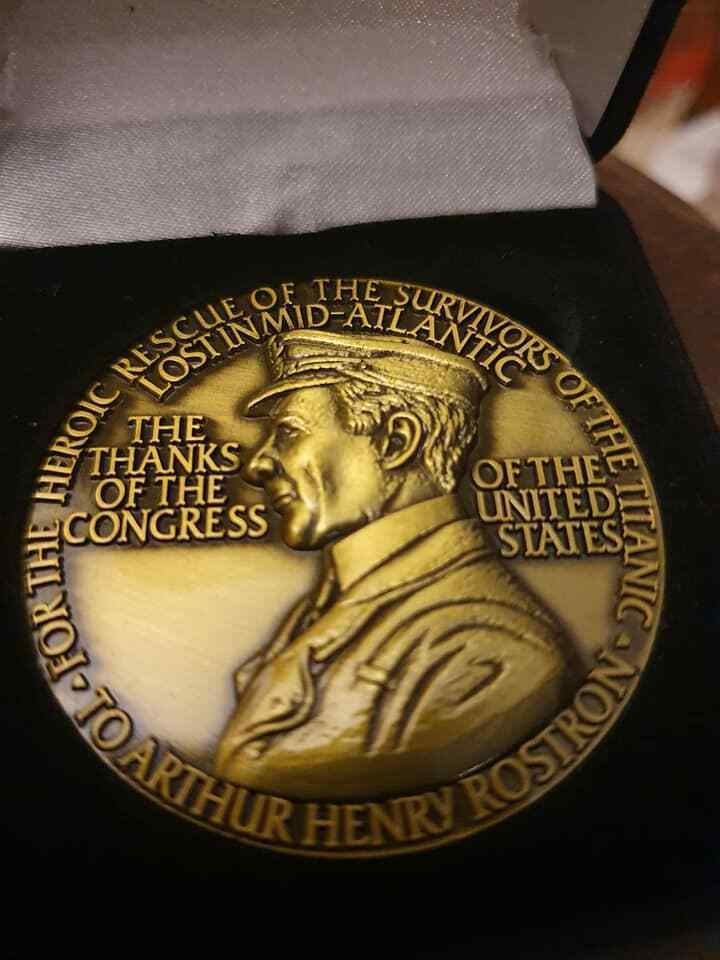 FOR THE HEROIC RESCUE OF THE SURVIVORS OF THE TITANIC ·
LOST IN MID-ATLANTIC
THE
THANKS
OF THE
CONGRESS
OF THE
UNITED
STATES
· TO ARTHUR HENRY ROSTRON